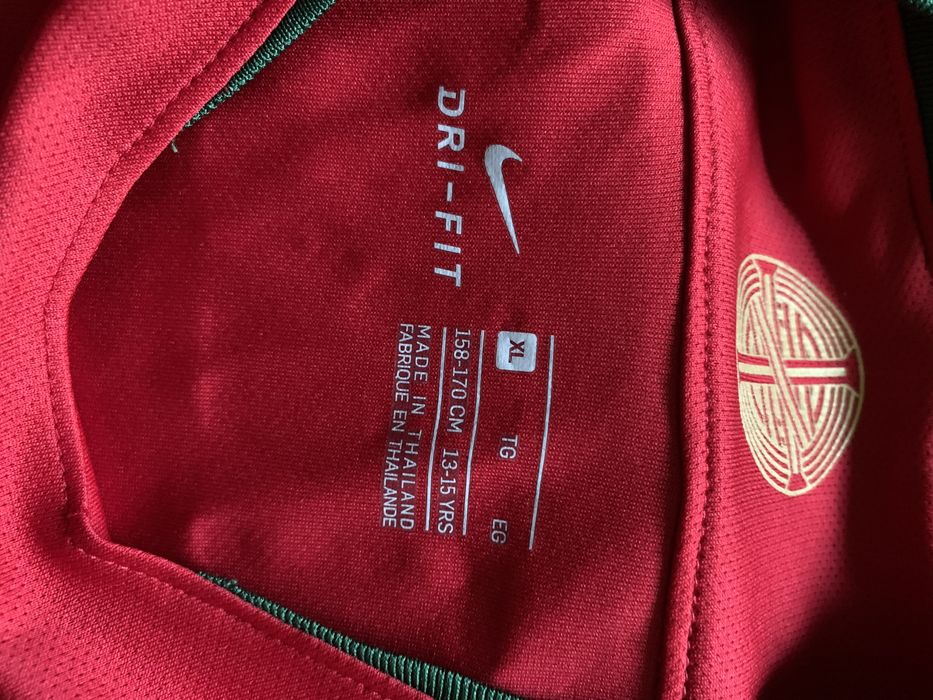 DRI-FIT
XL TG EG
158-170 CM 13-15 YRS
MADE IN THAILAND
FABRIQUE EN THAILANDE